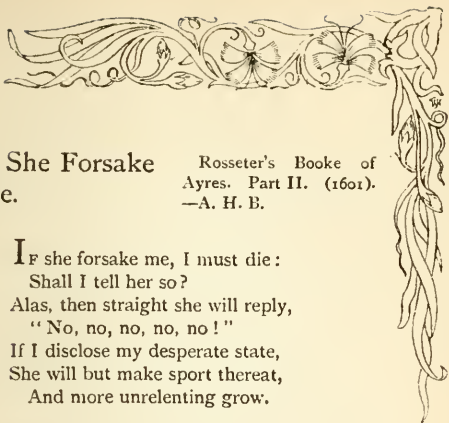 She Forsake
e.
Rosseter's Booke of
Ayres. Part II. (1601).
—A. H. B.
IF she forsake me, I must die:
Shall I tell her so?
Alas, then straight she will reply,
"No, no, no, no, no!"
If I disclose my desperate state,
She will but make sport thereat,
And more unrelenting grow.